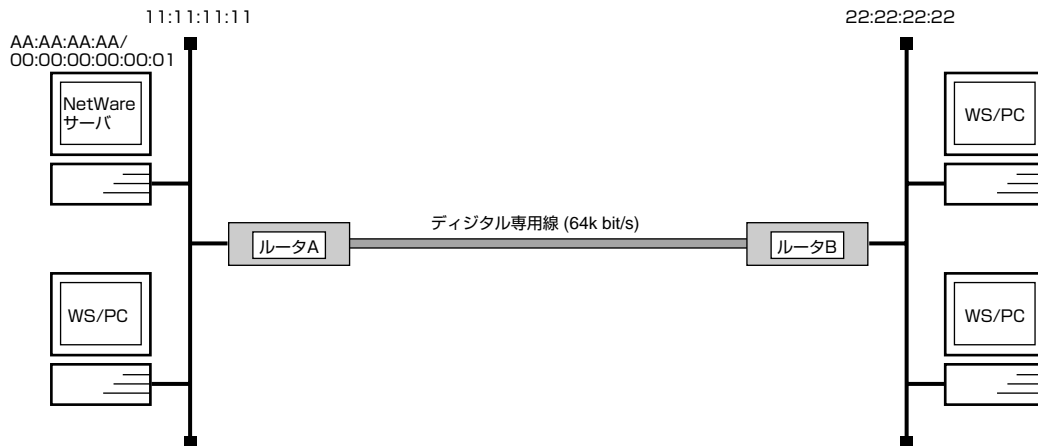 11:11:11:11
22:22:22:22
AA:AA:AA:AA/
00:00:00:00:00:01
NetWare
サーバ
WS/PC
ディジタル専用線 (64k bit/s)
ルータA
ルータB
WS/PC
WS/PC